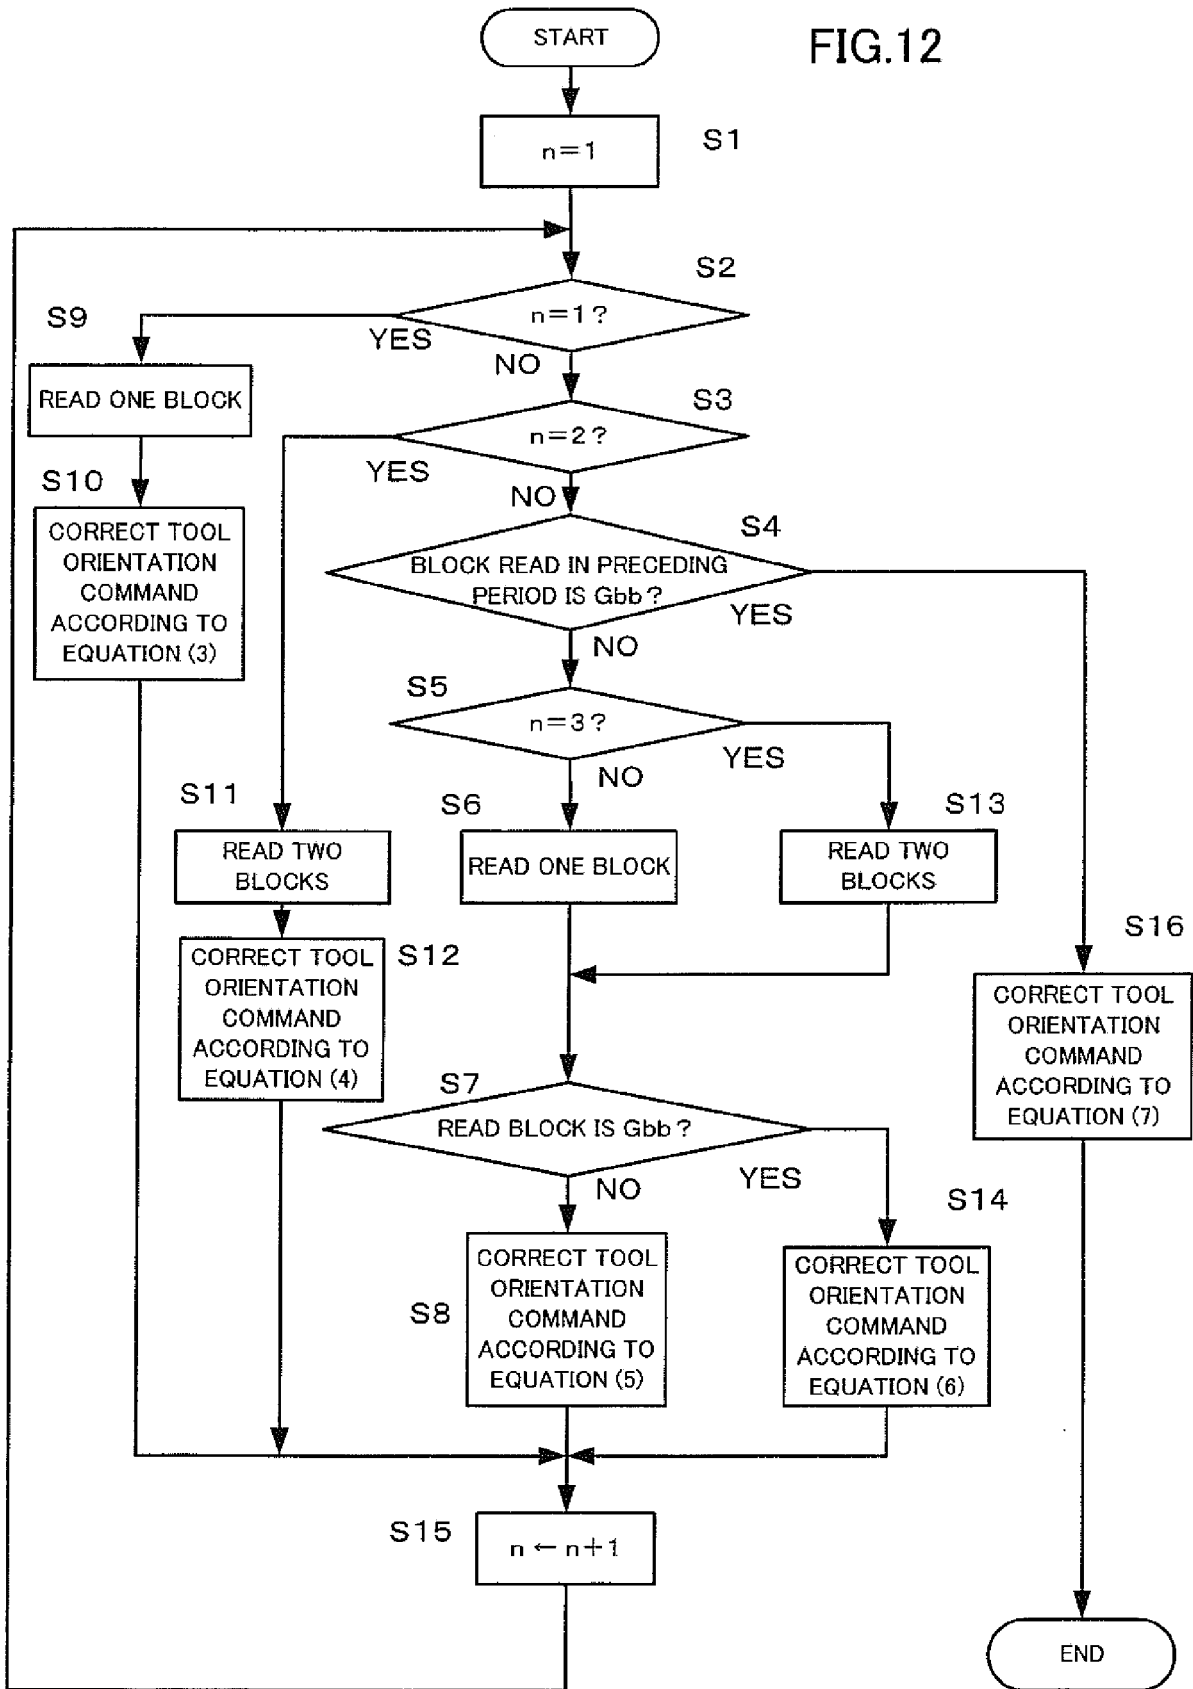 START
FIG.12
n=1
S1
S2
n=1?
YES
NO
S9
READ ONE BLOCK
S3
n=2?
YES
NO
S10
CORRECT TOOL
ORIENTATION
COMMAND
ACCORDING TO
EQUATION (3)
S4
BLOCK READ IN PRECEDING
PERIOD IS Gbb?
YES
NO
S5
n=3?
YES
NO
S11
READ TWO
BLOCKS
S6
READ ONE BLOCK
S13
READ TWO
BLOCKS
S12
CORRECT TOOL
ORIENTATION
COMMAND
ACCORDING TO
EQUATION (4)
S16
CORRECT TOOL
ORIENTATION
COMMAND
ACCORDING TO
EQUATION (7)
S7
READ BLOCK IS Gbb?
YES
NO
S8
CORRECT TOOL
ORIENTATION
COMMAND
ACCORDING TO
EQUATION (5)
S14
CORRECT TOOL
ORIENTATION
COMMAND
ACCORDING TO
EQUATION (6)
S15
n ← n+1
END